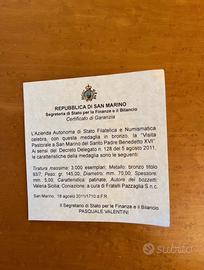 REPUBBLICA DI SAN MARINO
Segreteria di Stato per le Finanze e il Bilancio
Certificato di Garanzia
L'Azienda Autonoma di Stato Filatelica e Numismatica
celebra, con questa medaglia in bronzo, la "Visita
Pastorale a San Marino del Santo Padre Benedetto XVI".
Ai sensi del Decreto Delegato n. 128 del 5 agosto 2011,
le caratteristiche della medaglia sono le seguenti:
Tiratura massima: 3.000 esemplari; Metallo: bronzo titolo
93/7; Peso: gr. 145,00; Diametro: mm. 70,00; Spessore:
mm. 5,00; Caratteristica: patinate; Autore dei bozzetti:
Valeria Sicilia; Coniazione: a cura di Fratelli Pazzaglia S.n.c.
San Marino, 18 agosto 2011/1710 d.F.R
Il Segretario di Stato per le Finanze e il Bilancio
PASQUALE VALENTINI
subito